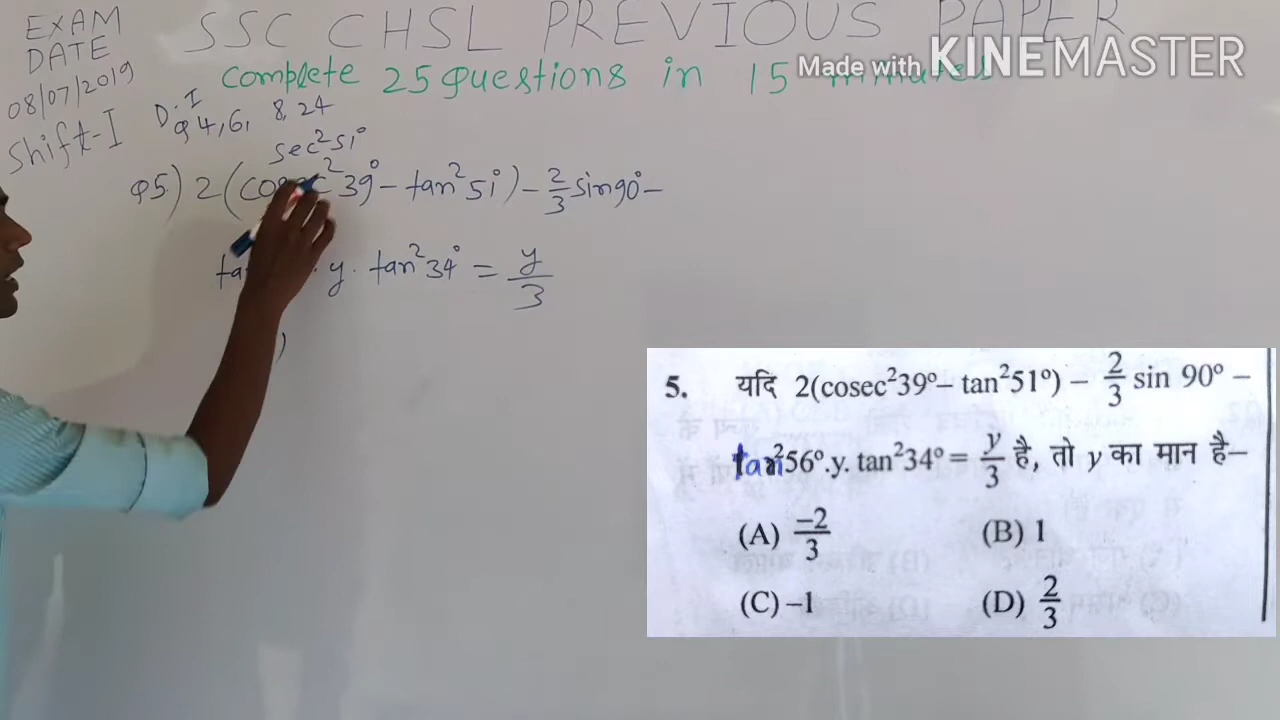 EXAM
DATE
08/07/2019
Shift-I
SSC CHSL PREVIOUS PAPER
Made with KINEMASTER
Complete 25 Questions in 15
D.I
Q 4, 6, 8, 24
sec²51°
Q5) 2(cosec²39° - tan²51°) - 2/3 sin90° -
y. tan²34° = y/3
5. यदि 2(cosec²39° – tan²51°) – 2/3 sin 90° –
tan²56°.y. tan²34° = y/3 है, तो y का मान है–
(A) –2/3 (B) 1
(C) –1 (D) 2/3